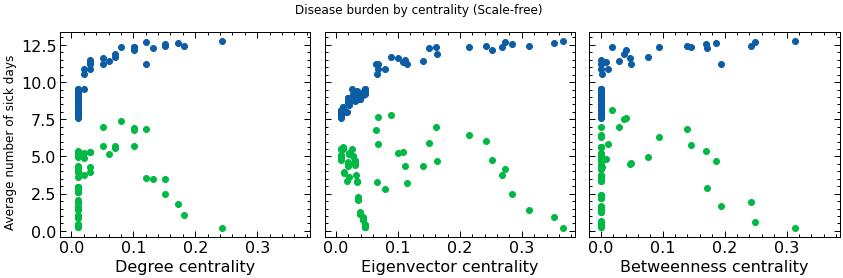 Disease burden by centrality (Scale-free)
Average number of sick days
12.5
10.0
7.5
5.0
2.5
0.0
0.0 0.1 0.2 0.3
0.0 0.1 0.2 0.3
0.0 0.1 0.2 0.3
Degree centrality
Eigenvector centrality
Betweenness centrality